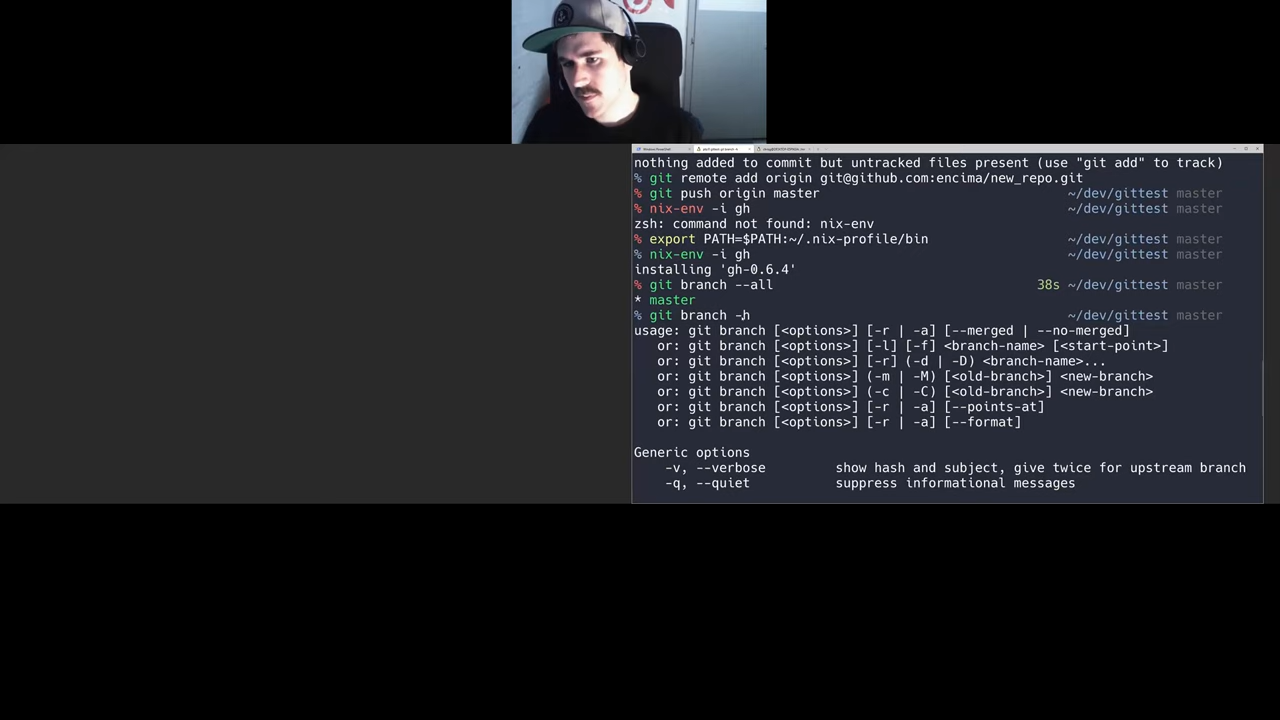 nothing added to commit but untracked files present (use "git add" to track)
% git remote add origin git@github.com:encima/new_repo.git
% git push origin master ~/dev/gittest master
% nix-env -i gh ~/dev/gittest master
zsh: command not found: nix-env
% export PATH=$PATH:~/.nix-profile/bin ~/dev/gittest master
% nix-env -i gh ~/dev/gittest master
installing 'gh-0.6.4'
% git branch --all 38s ~/dev/gittest master
* master
% git branch -h ~/dev/gittest master
usage: git branch [<options>] [-r | -a] [--merged | --no-merged]
or: git branch [<options>] [-l] [-f] <branch-name> [<start-point>]
or: git branch [<options>] [-r] (-d | -D) <branch-name>...
or: git branch [<options>] (-m | -M) [<old-branch>] <new-branch>
or: git branch [<options>] (-c | -C) [<old-branch>] <new-branch>
or: git branch [<options>] [-r | -a] [--points-at]
or: git branch [<options>] [-r | -a] [--format]
Generic options
-v, --verbose show hash and subject, give twice for upstream branch
-q, --quiet suppress informational messages